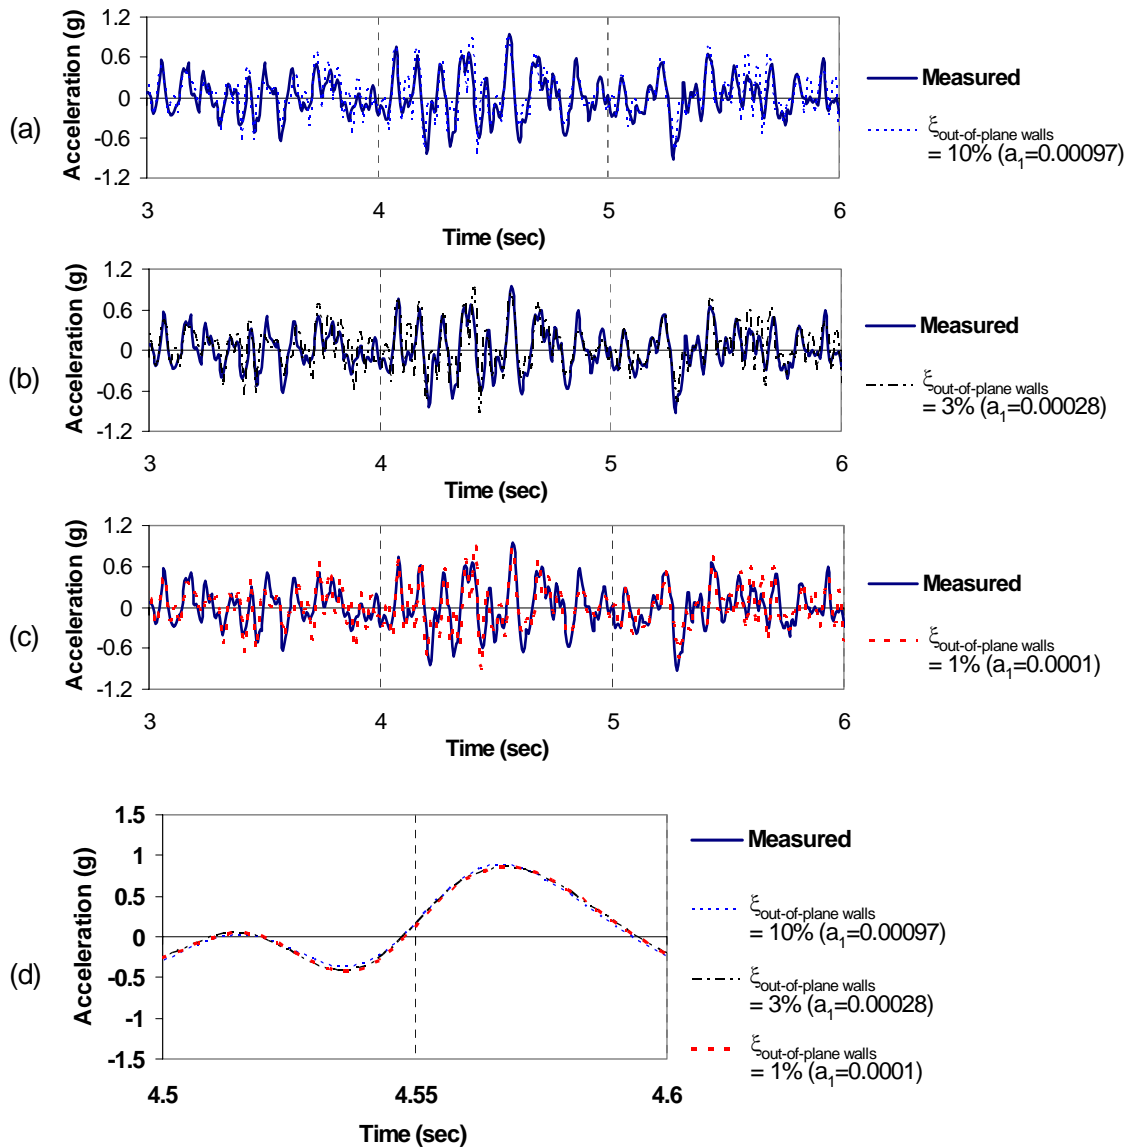 (a)
Acceleration (g)
1.2
0.6
0
-0.6
-1.2
3 4 5 6
Time (sec)
Measured
ξout-of-plane walls
= 10% (a1=0.00097)
(b)
Acceleration (g)
1.2
0.6
0
-0.6
-1.2
3 4 5 6
Time (sec)
Measured
ξout-of-plane walls
= 3% (a1=0.00028)
(c)
Acceleration (g)
1.2
0.6
0
-0.6
-1.2
3 4 5 6
Time (sec)
Measured
ξout-of-plane walls
= 1% (a1=0.0001)
(d)
Acceleration (g)
1.5
1
0.5
0
-0.5
-1
-1.5
4.5 4.55 4.6
Time (sec)
Measured
ξout-of-plane walls
= 10% (a1=0.00097)
ξout-of-plane walls
= 3% (a1=0.00028)
ξout-of-plane walls
= 1% (a1=0.0001)